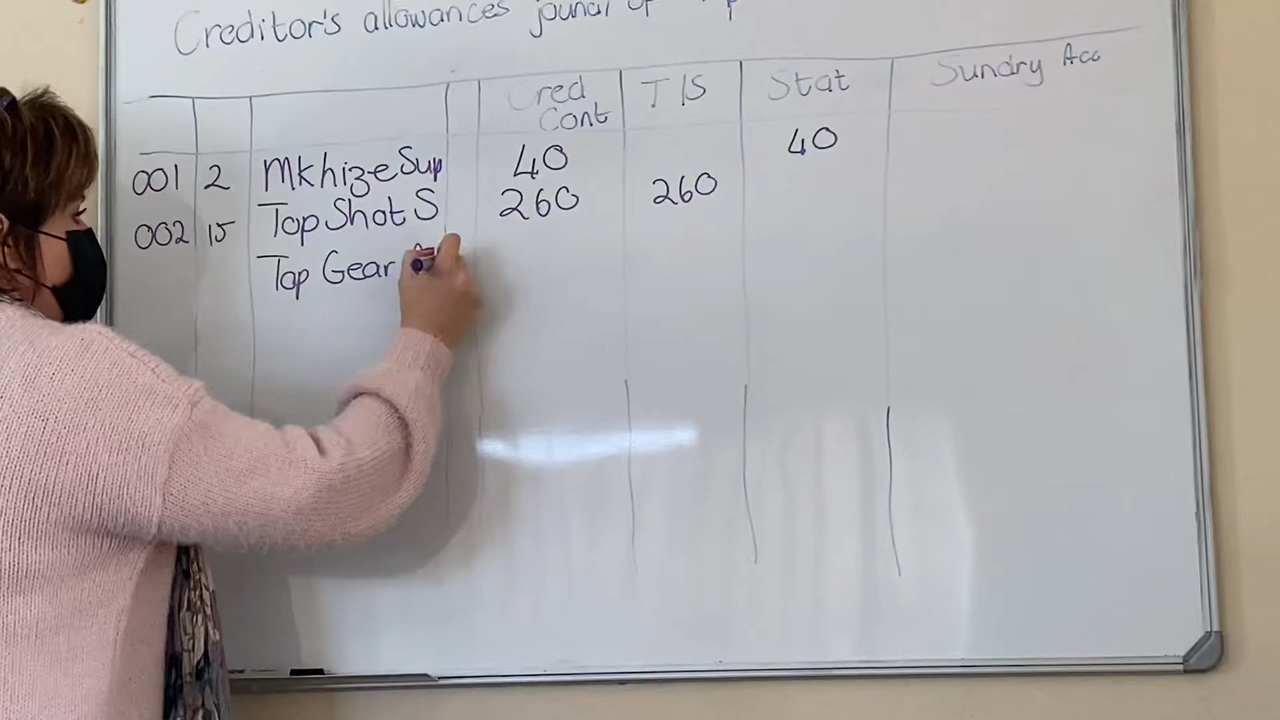 Creditor's allowances jounal of
Cred Cont T/S Stat Sundry Acc
001 2 Mkhize Sup 40 40
002 15 Top Shot S 260 260
Top Gear